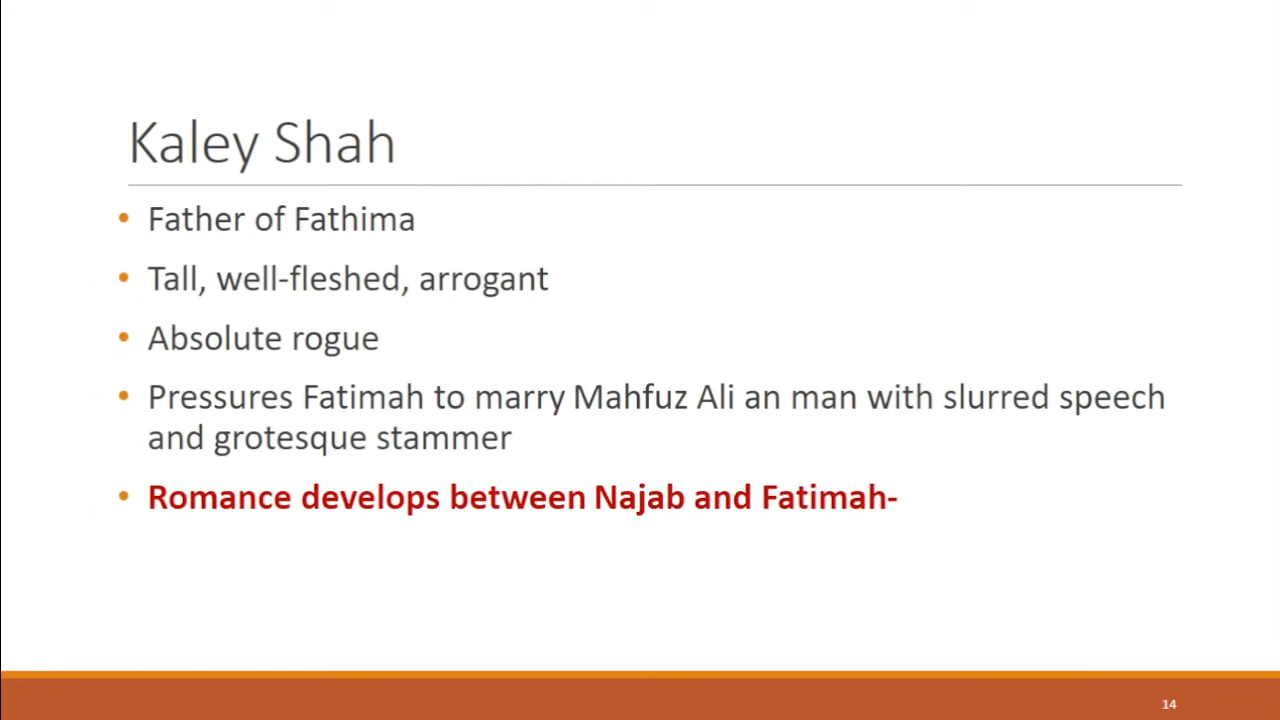 Kaley Shah
• Father of Fathima
• Tall, well-fleshed, arrogant
• Absolute rogue
• Pressures Fatimah to marry Mahfuz Ali an man with slurred speech
and grotesque stammer
• Romance develops between Najab and Fatimah-
14